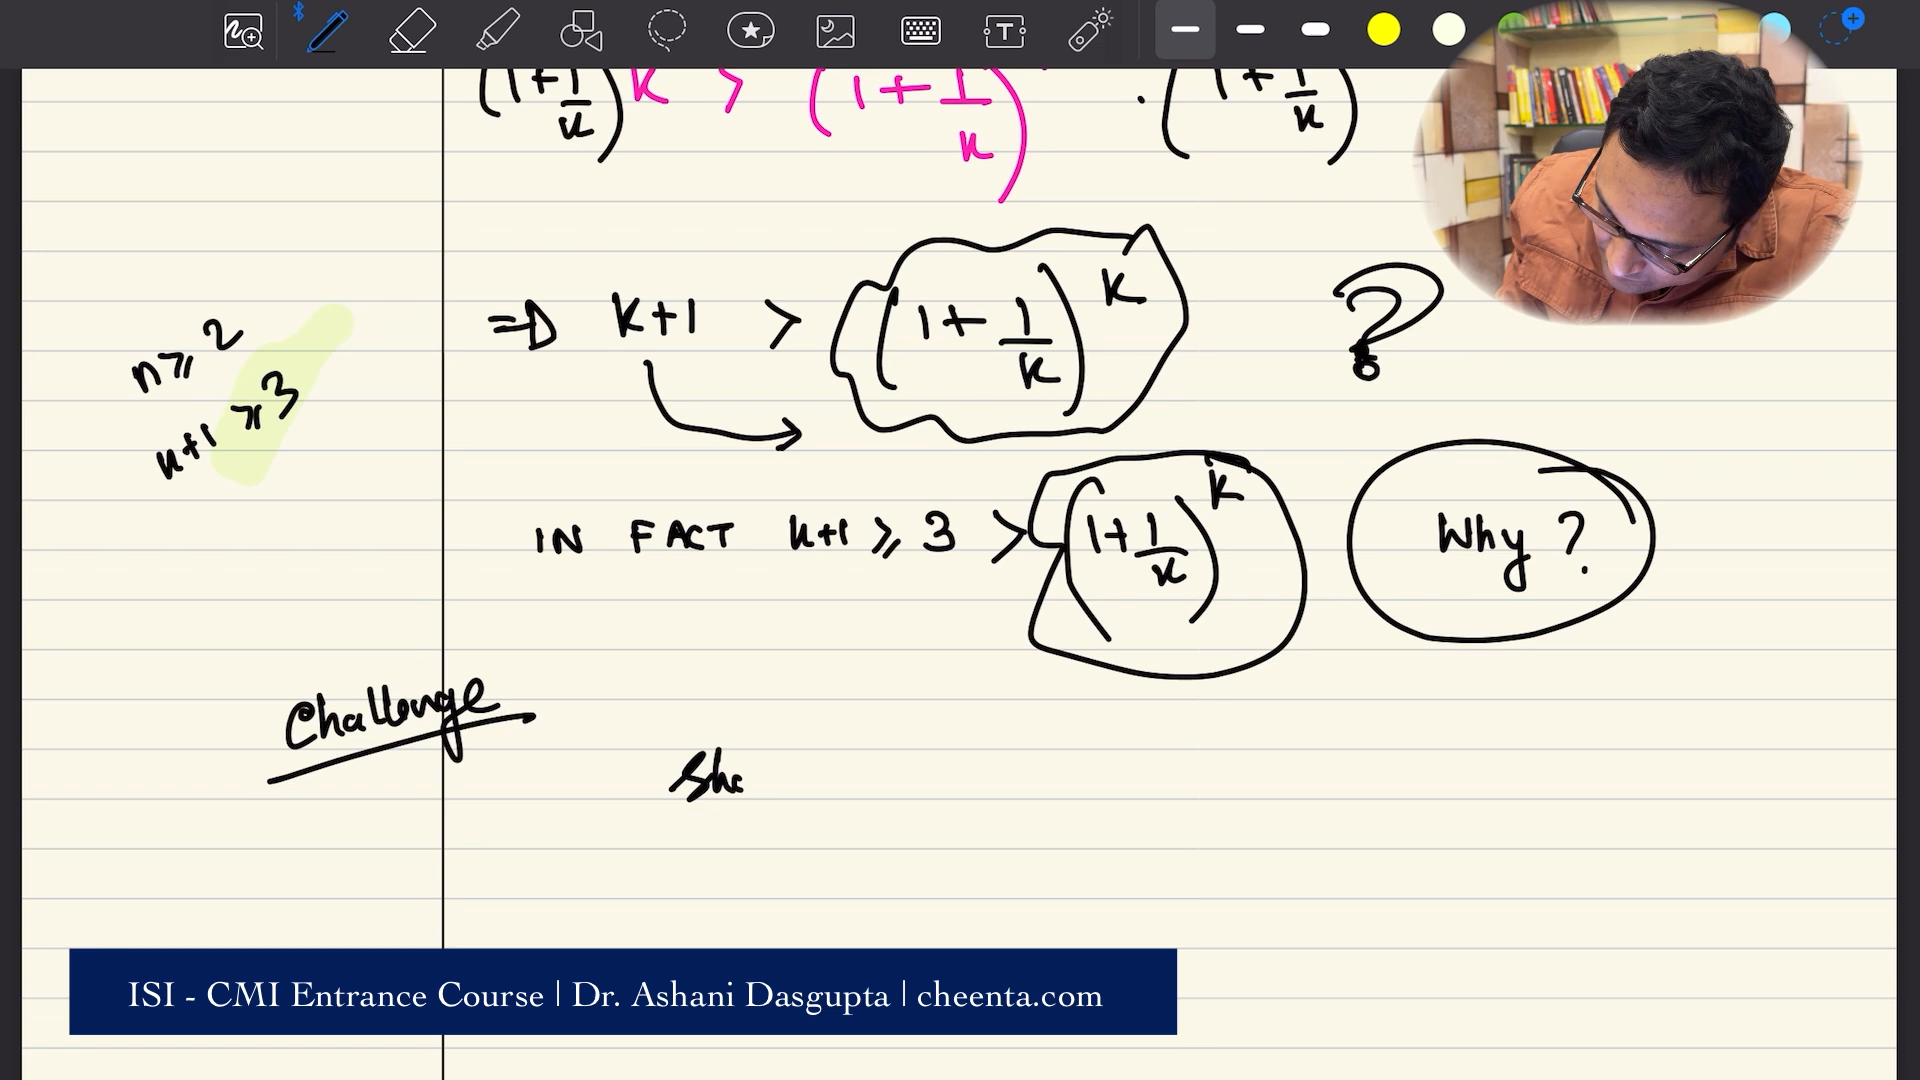 (1+1/k) k > (1+1/k) . (1+1/k)
=> k+1 > (1+1/k)^k ?
n ⩾ 2
n+1 ⩾ 3
IN FACT k+1 ⩾ 3 > (1+1/k)^k Why ?
Challenge
Sho
ISI - CMI Entrance Course | Dr. Ashani Dasgupta | cheenta.com